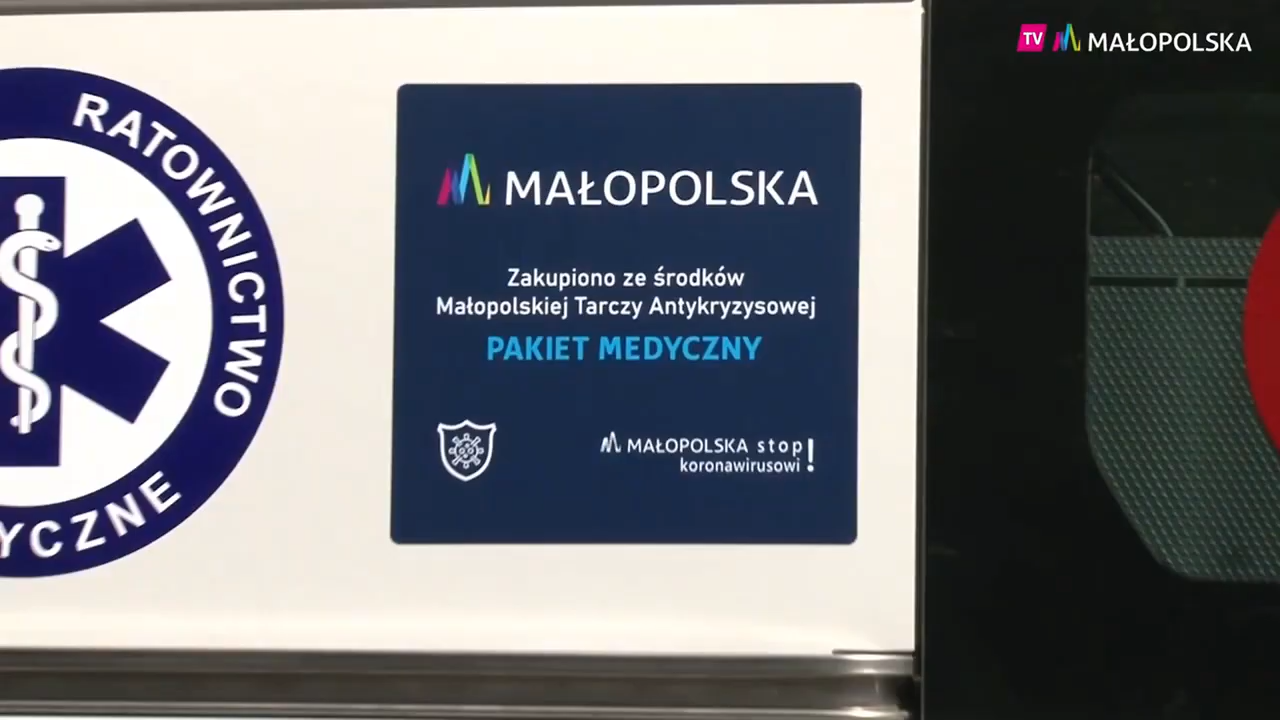 TV MAŁOPOLSKA
RATOWNICTWO
YCZNE
MAŁOPOLSKA
Zakupiono ze środków
Małopolskiej Tarczy Antykryzysowej
PAKIET MEDYCZNY
MAŁOPOLSKA stop
koronawirusowi!